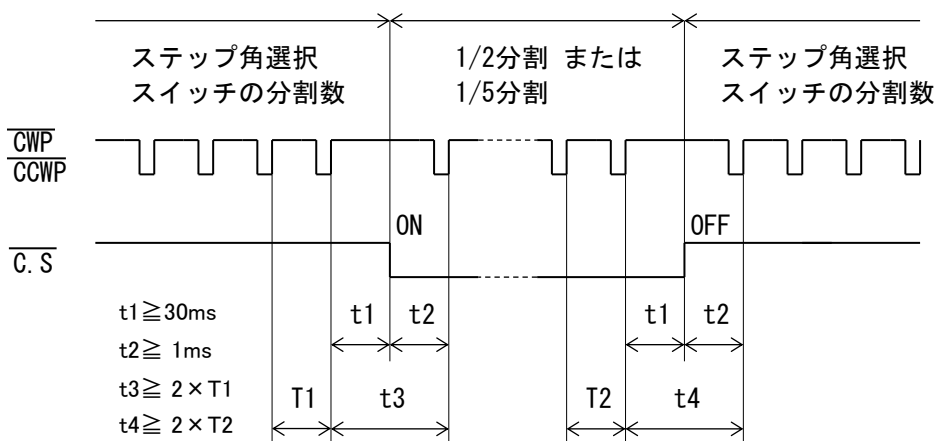 ステップ角選択
スイッチの分割数
1/2分割 または
1/5分割
ステップ角選択
スイッチの分割数
CWP
CCWP
ON
OFF
C.S
t1≧30ms
t2≧ 1ms
t3≧ 2×T1
t4≧ 2×T2
t1
t2
t1
t2
T1
t3
T2
t4